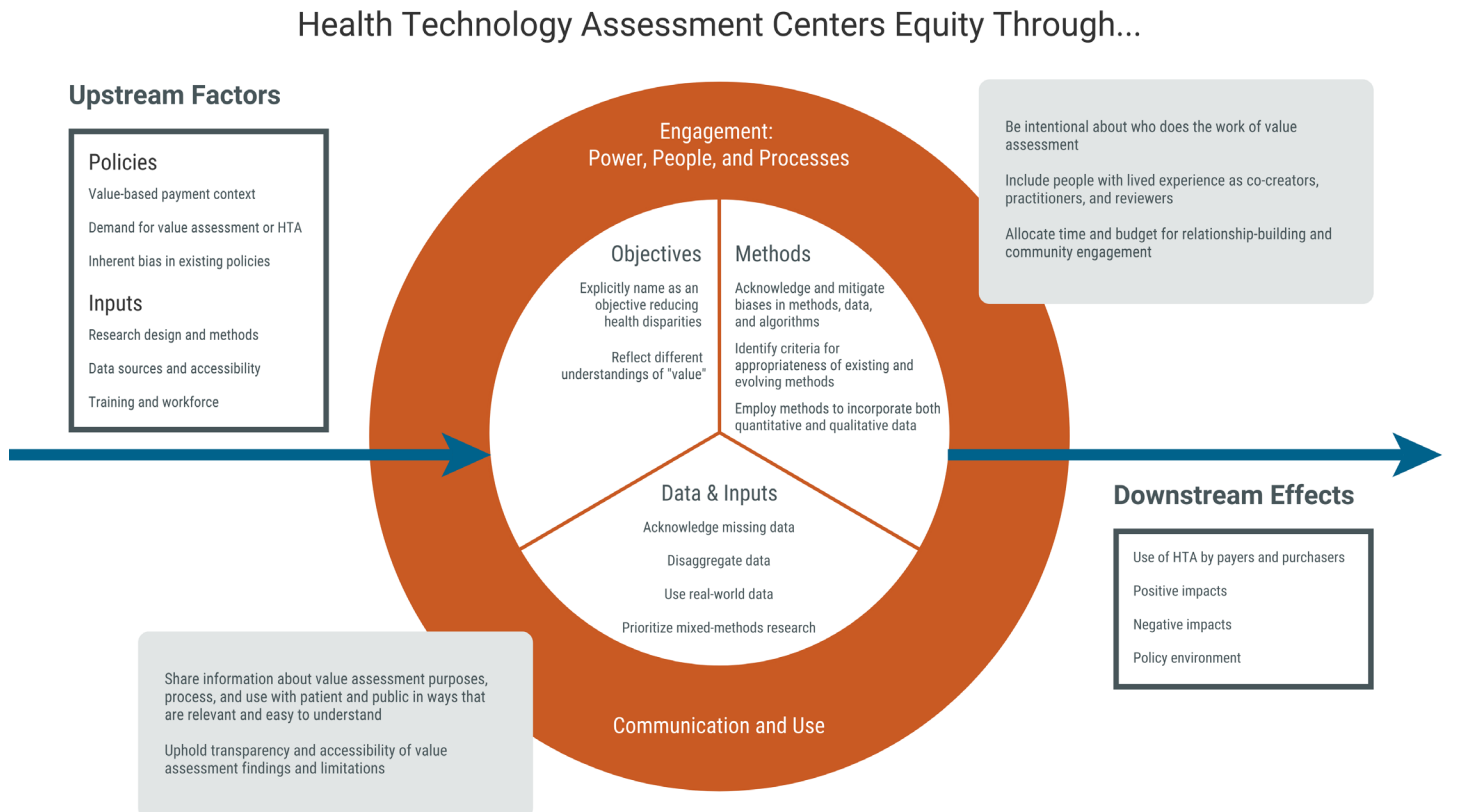 Health Technology Assessment Centers Equity Through...
Upstream Factors
Policies
Value-based payment context
Demand for value assessment or HTA
Inherent bias in existing policies
Inputs
Research design and methods
Data sources and accessibility
Training and workforce
Engagement:
Power, People, and Processes
Be intentional about who does the work of value
assessment
Include people with lived experience as co-creators,
practitioners, and reviewers
Allocate time and budget for relationship-building and
community engagement
Objectives
Explicitly name as an
objective reducing
health disparities
Reflect different
understandings of "value"
Methods
Acknowledge and mitigate
biases in methods, data,
and algorithms
Identify criteria for
appropriateness of existing and
evolving methods
Employ methods to incorporate both
quantitative and qualitative data
Data & Inputs
Acknowledge missing data
Disaggregate data
Use real-world data
Prioritize mixed-methods research
Communication and Use
Share information about value assessment purposes,
process, and use with patient and public in ways that
are relevant and easy to understand
Uphold transparency and accessibility of value
assessment findings and limitations
Downstream Effects
Use of HTA by payers and purchasers
Positive impacts
Negative impacts
Policy environment